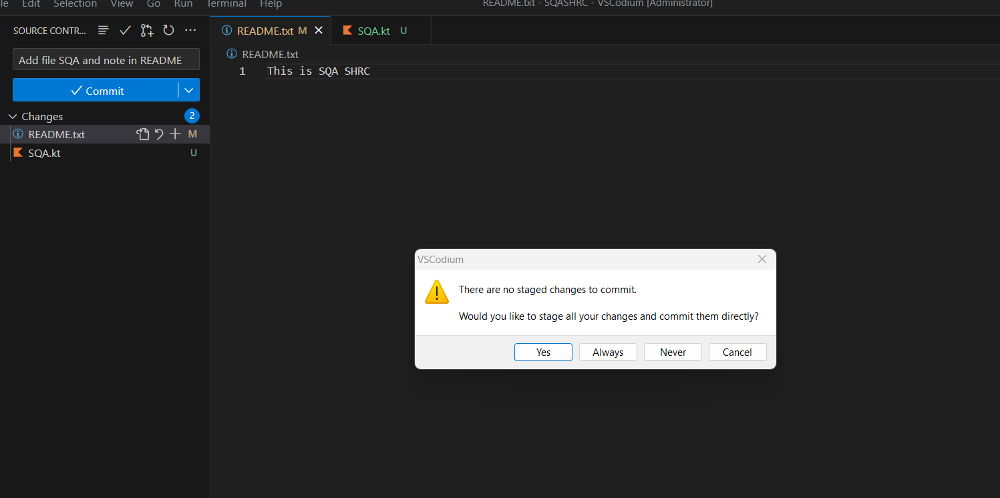 le Edit Selection View Go Run Terminal Help README.txt - SQASHRC - VSCodium [Administrator]
SOURCE CONTR...
README.txt M
SQA.kt U
Add file SQA and note in README
Commit
Changes 2
README.txt M
SQA.kt U
README.txt
1 This is SQA SHRC
VSCodium
There are no staged changes to commit.
Would you like to stage all your changes and commit them directly?
Yes Always Never Cancel